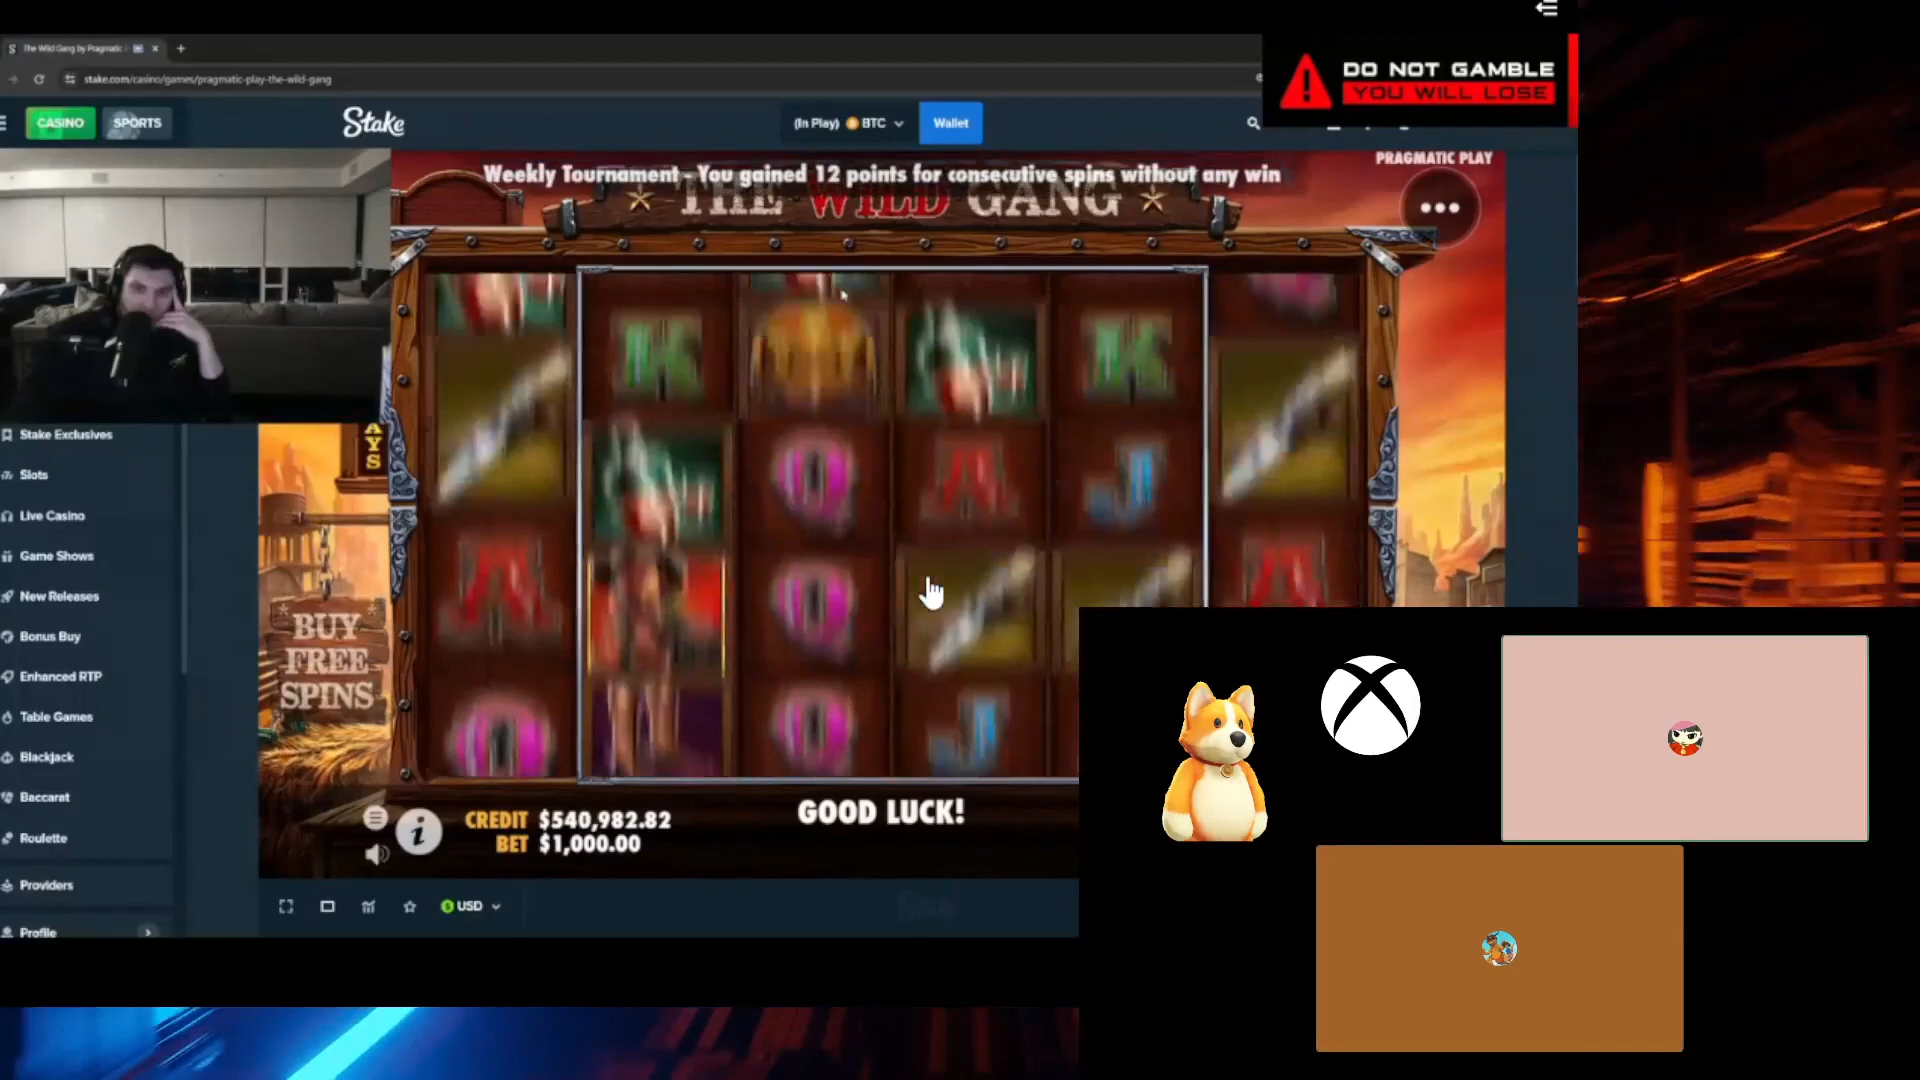 The Wild Gang by Pragmatic
stake.com/casino/games/pragmatic-play-the-wild-gang
DO NOT GAMBLE
YOU WILL LOSE
CASINO
SPORTS
Stake
(In Play)
BTC
Wallet
PRAGMATIC PLAY
Weekly Tournament - You gained 12 points for consecutive spins without any win
THE WILD GANG
K
K
Q
A
J
A
Q
A
Q
Q
J
AYS
BUY
FREE
SPINS
Stake Exclusives
Slots
Live Casino
Game Shows
New Releases
Bonus Buy
Enhanced RTP
Table Games
Blackjack
Baccarat
Roulette
Providers
Profile
CREDIT $540,982.82
BET $1,000.00
GOOD LUCK!
USD